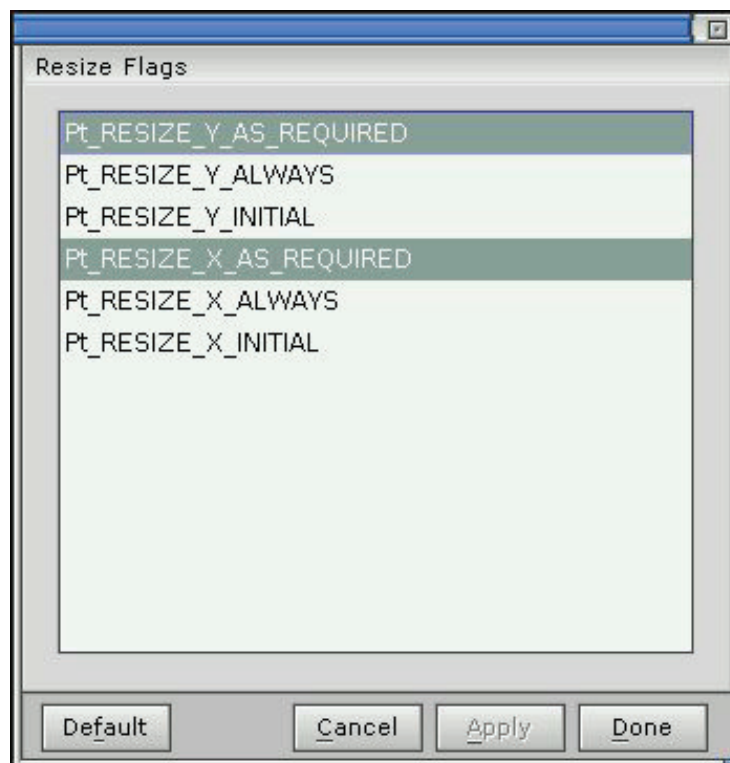 Resize Flags
Pt_RESIZE_Y_AS_REQUIRED
Pt_RESIZE_Y_ALWAYS
Pt_RESIZE_Y_INITIAL
Pt_RESIZE_X_AS_REQUIRED
Pt_RESIZE_X_ALWAYS
Pt_RESIZE_X_INITIAL
Default Cancel Apply Done